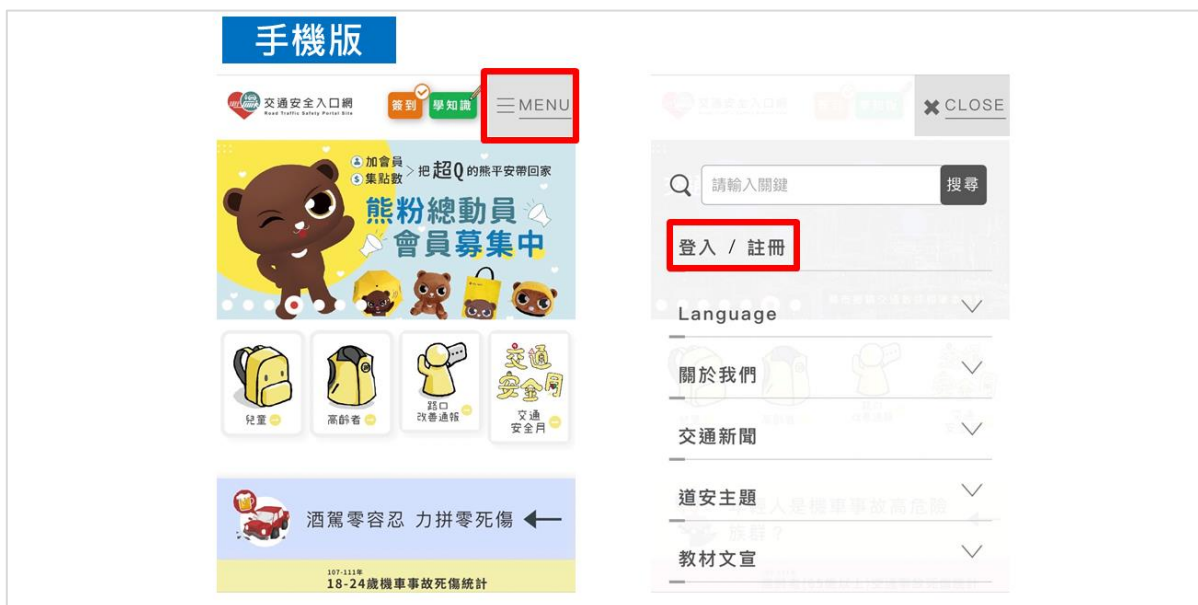 手機版
交通安全入口網
Road Traffic Safety Portal Site
簽到
學知識
MENU
加會員
集點數
把超Q的熊平安帶回家
熊粉總動員
會員募集中
兒童
高齡者
路口
改善通報
交通安全月
交通
安全月
酒駕零容忍 力拼零死傷
107-111年
18-24歲機車事故死傷統計
CLOSE
請輸入關鍵
搜尋
登入 / 註冊
Language
關於我們
交通新聞
道安主題
教材文宣